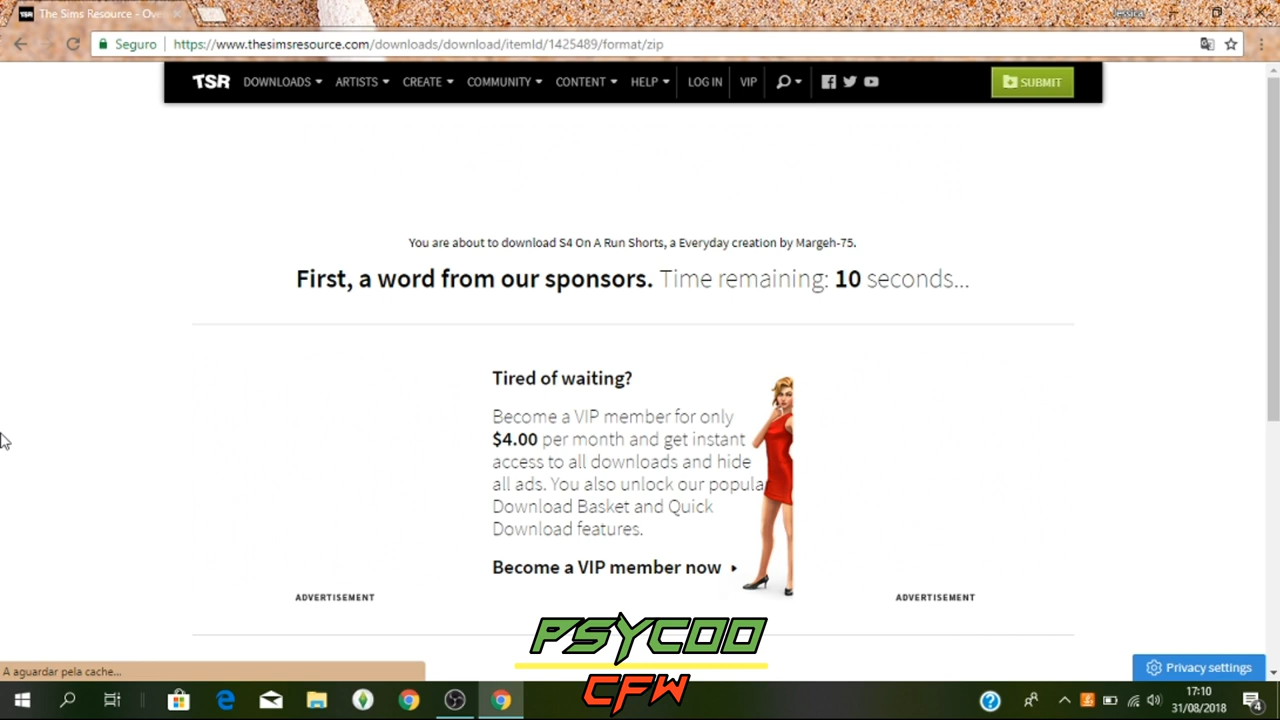 TSR The Sims Resource - Ove
Seguro https://www.thesimsresource.com/downloads/download/itemId/1425489/format/zip
TSR DOWNLOADS ARTISTS CREATE COMMUNITY CONTENT HELP LOG IN VIP SUBMIT
You are about to download S4 On A Run Shorts, a Everyday creation by Margeh-75.
First, a word from our sponsors. Time remaining: 10 seconds...
Tired of waiting?
Become a VIP member for only
$4.00 per month and get instant
access to all downloads and hide
all ads. You also unlock our popula
Download Basket and Quick
Download features.
Become a VIP member now
ADVERTISEMENT ADVERTISEMENT
PSYCOO
CFW
A aguardar pela cache...
Privacy settings
17:10
31/08/2018
4